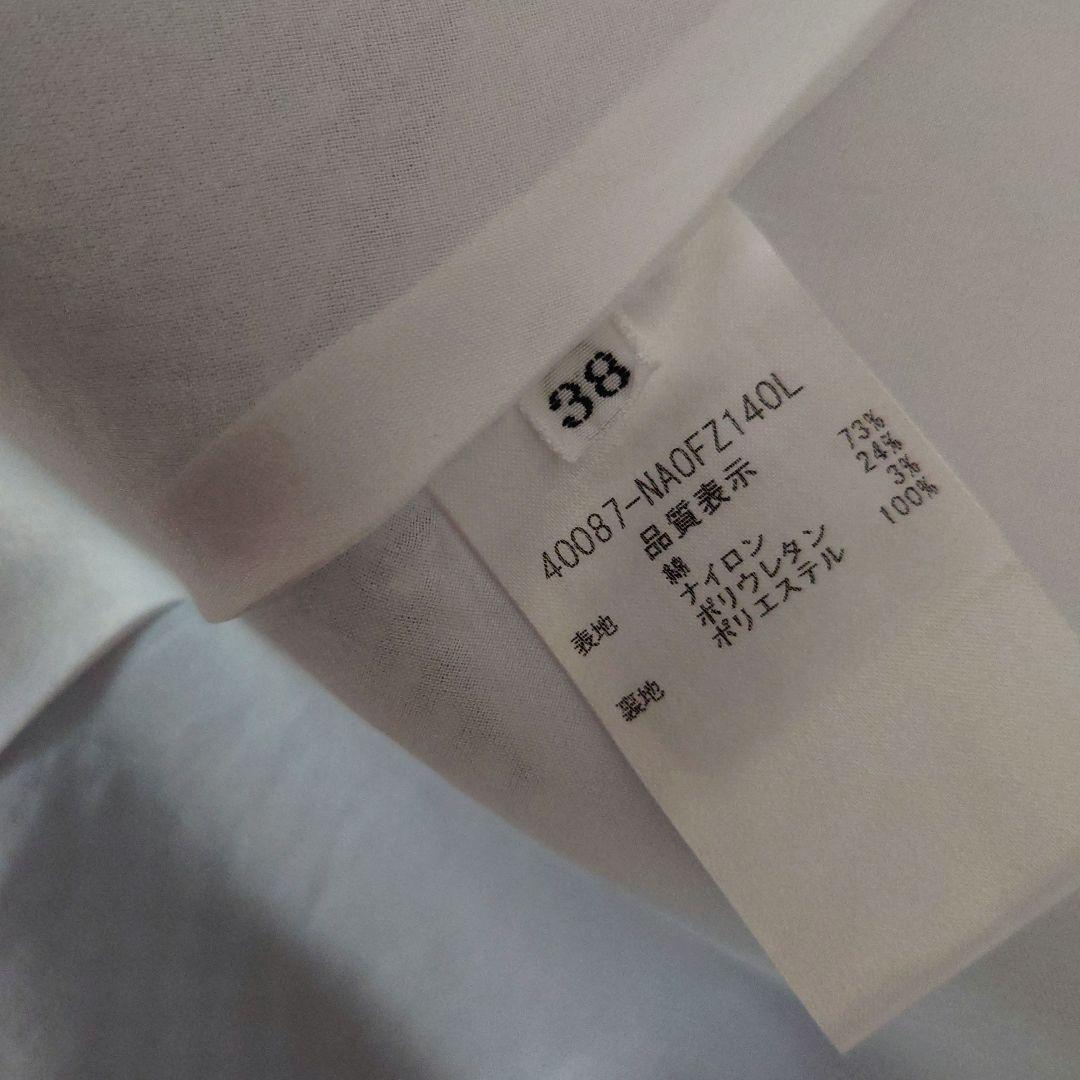 38
40087-NA0FZ140L
品質表示
表地 綿 73%
ナイロン 24%
ポリウレタン 3%
裏地 ポリエステル 100%